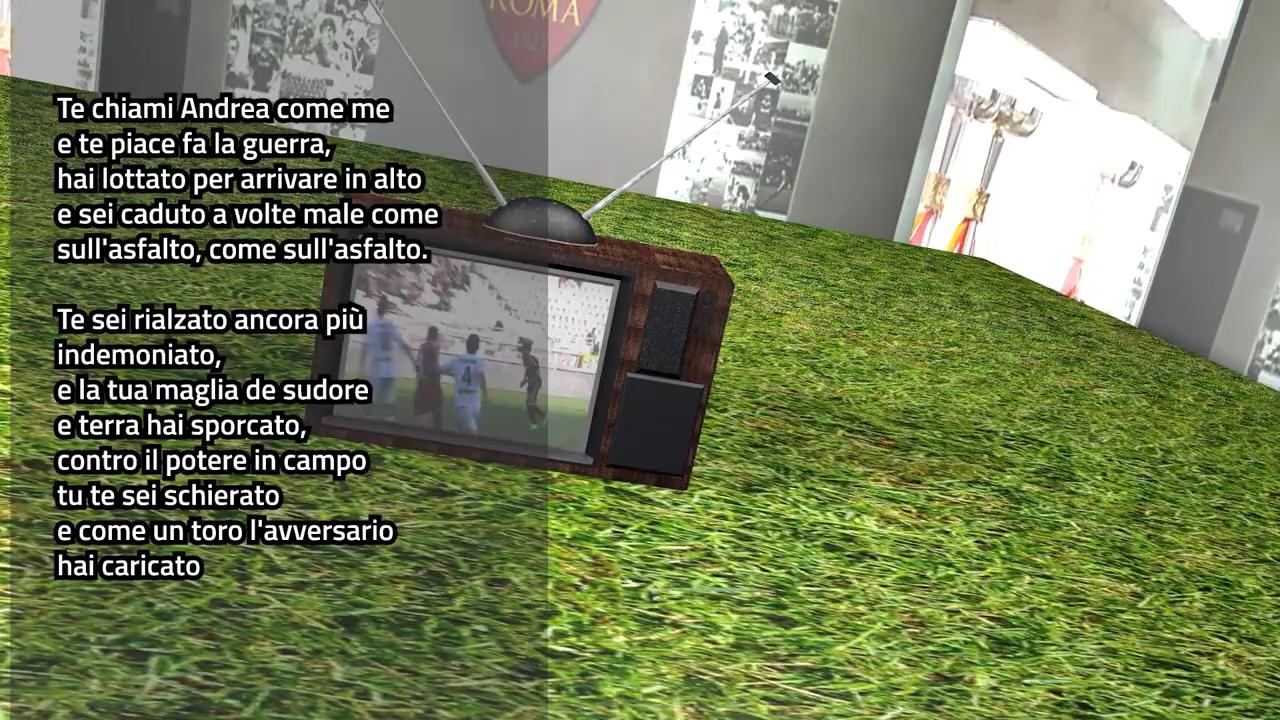 ROMA
1927
Te chiami Andrea come me
e te piace fa la guerra,
hai lottato per arrivare in alto
e sei caduto a volte male come
sull'asfalto, come sull'asfalto.
Te sei rialzato ancora più
indemoniato,
e la tua maglia de sudore
e terra hai sporcato,
contro il potere in campo
tu te sei schierato
e come un toro l'avversario
hai caricato
4